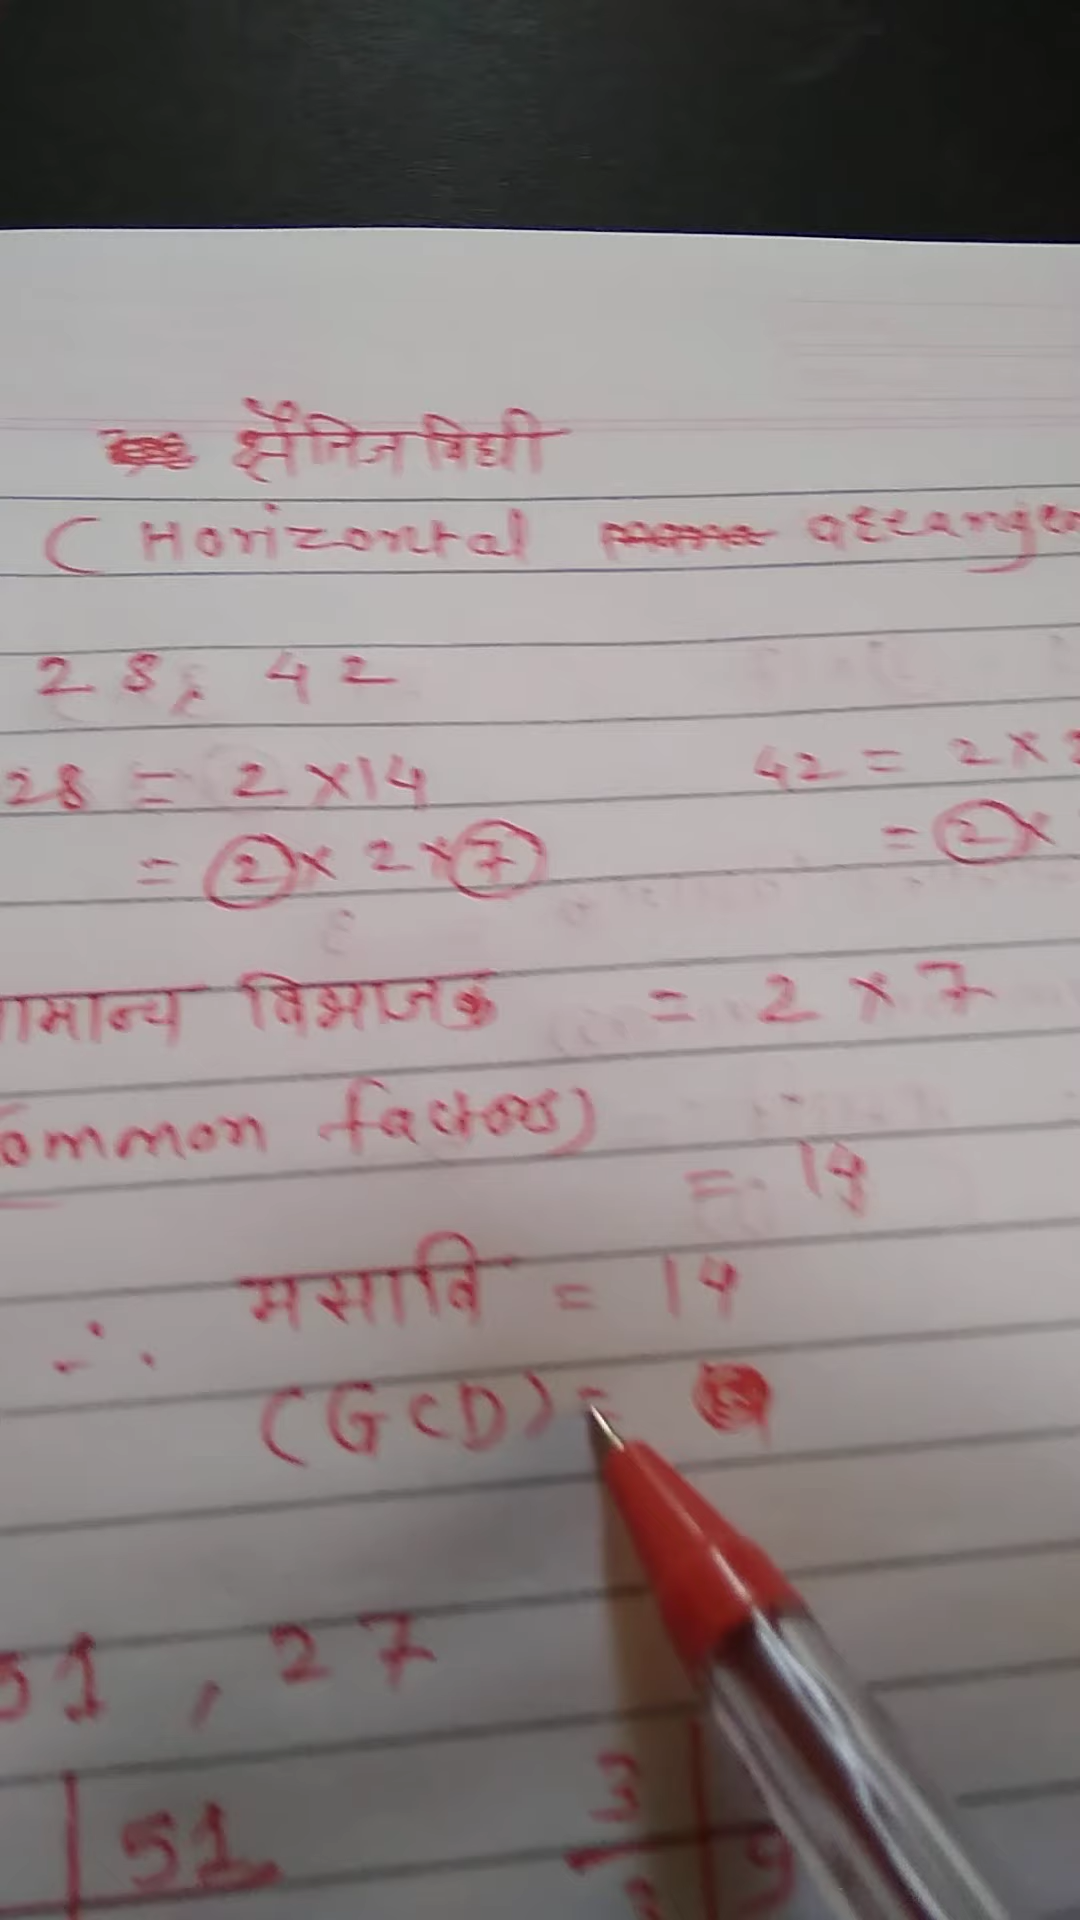 क्षैतिज विधी
( Horizontal
28, 42
28 = 2 × 14 42 = 2 ×
= 2 × 2 × 7 = 2 ×
ामान्य विभाजक = 2 × 7
ommon factors)
= 14
∴ मसावि = 14
(GCD) =
51 , 27
51 3
9